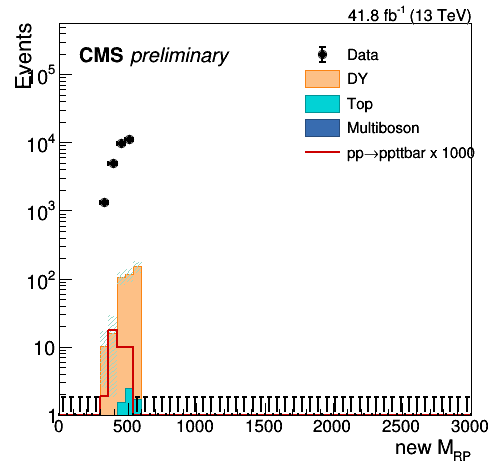 41.8 fb⁻¹ (13 TeV)
Events
CMS preliminary
Data
DY
Top
Multiboson
pp→ppttbar x 1000
10⁵
10⁴
10³
10²
10
1
0 500 1000 1500 2000 2500 3000
new M_RP